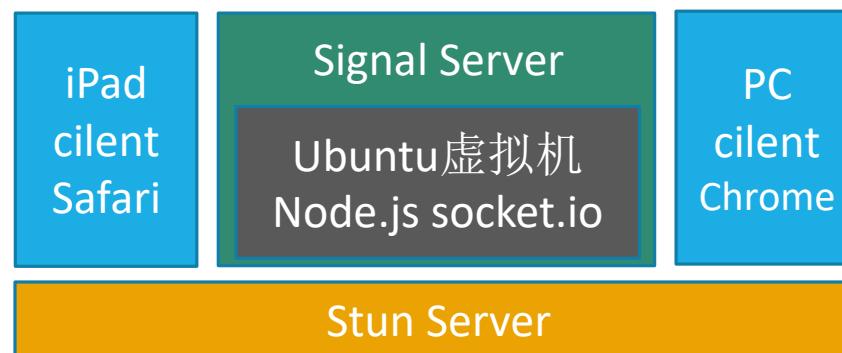 iPad
cilent
Safari
Signal Server
Ubuntu虚拟机
Node.js socket.io
PC
cilent
Chrome
Stun Server